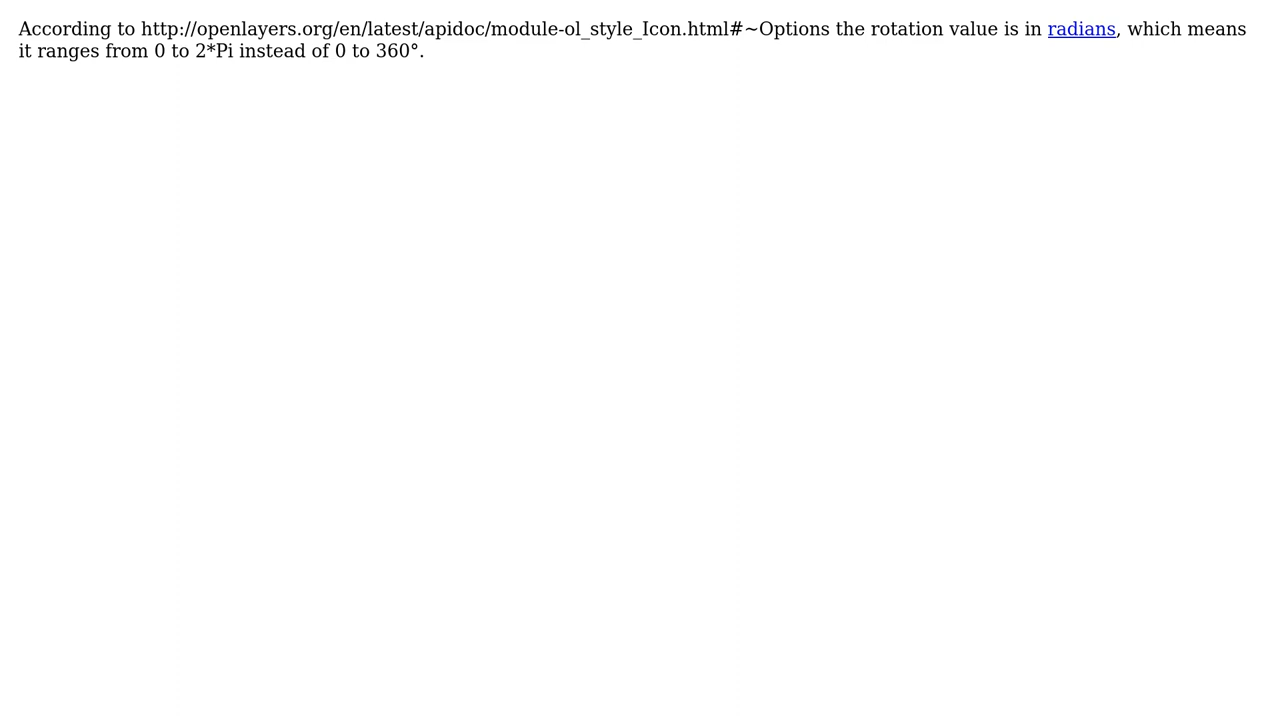 According to http://openlayers.org/en/latest/apidoc/module-ol_style_Icon.html#~Options the rotation value is in radians, which means
it ranges from 0 to 2*Pi instead of 0 to 360°.